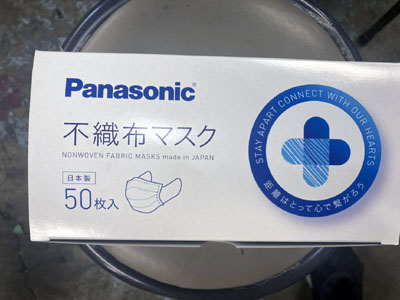 Panasonic
不織布マスク
NONWOVEN FABRIC MASKS made in JAPAN
日本製
50枚入
STAY APART CONNECT WITH OUR HEARTS
距離はとって心で繋がろう